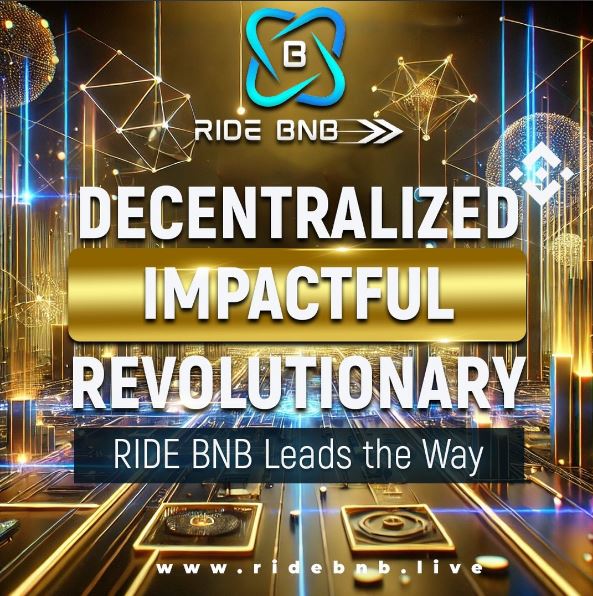 B
RIDE BNB
DECENTRALIZED
IMPACTFUL
REVOLUTIONARY
RIDE BNB Leads the Way
www.ridebnb.live